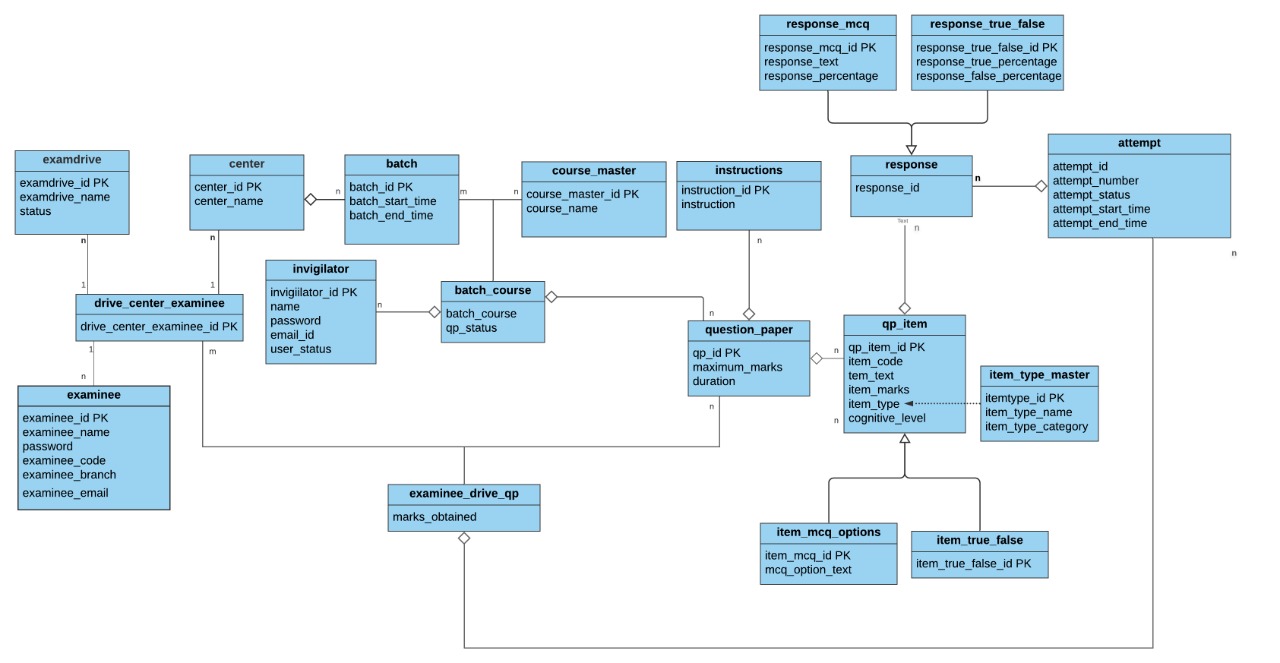 response_mcq
response_mcq_id PK
response_text
response_percentage
response_true_false
response_true_false_id PK
response_true_percentage
response_false_percentage
examdrive
examdrive_id PK
examdrive_name
status
n
1
center
center_id PK
center_name
n
1
n
batch
batch_id PK
batch_start_time
batch_end_time
m
n
course_master
course_master_id PK
course_name
instructions
instruction_id PK
instruction
n
response
response_id
n
Text
n
attempt
attempt_id
attempt_number
attempt_status
attempt_start_time
attempt_end_time
n
invigilator
invigiilator_id PK
name
password
email_id
user_status
n
batch_course
batch_course
qp_status
n
drive_center_examinee
drive_center_examinee_id PK
1
m
n
question_paper
qp_id PK
maximum_marks
duration
n
n
n
qp_item
qp_item_id PK
item_code
tem_text
item_marks
item_type
cognitive_level
item_type_master
itemtype_id PK
item_type_name
item_type_category
examinee
examinee_id PK
examinee_name
password
examinee_code
examinee_branch
examinee_email
examinee_drive_qp
marks_obtained
item_mcq_options
item_mcq_id PK
mcq_option_text
item_true_false
item_true_false_id PK